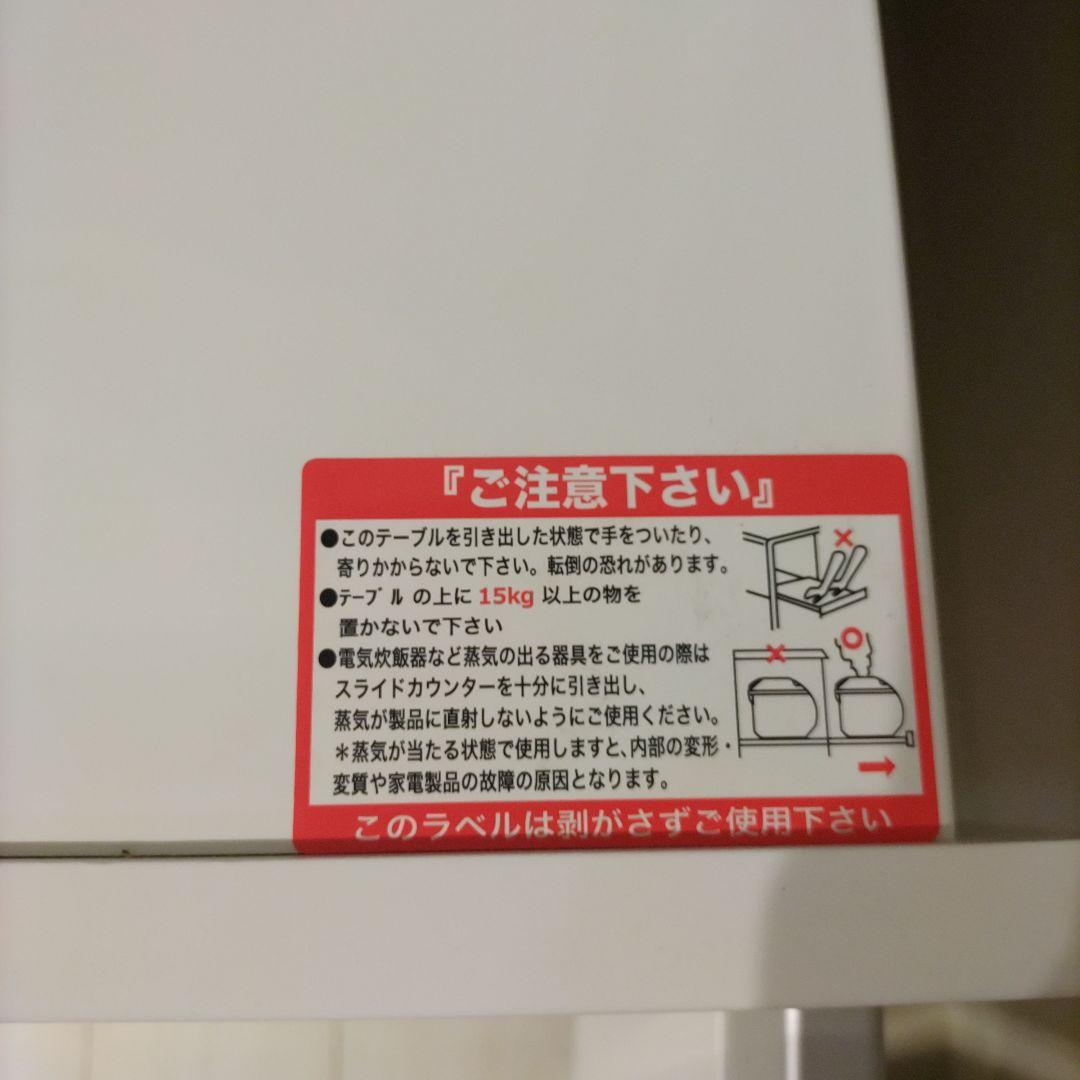 『ご注意下さい』
●このテーブルを引き出した状態で手をついたり、
寄りかからないで下さい。転倒の恐れがあります。
●ﾃｰﾌﾞﾙ の上に 15kg 以上の物を
置かないで下さい
●電気炊飯器など蒸気の出る器具をご使用の際は
スライドカウンターを十分に引き出し、
蒸気が製品に直射しないようにご使用ください。
＊蒸気が当たる状態で使用しますと、内部の変形・
変質や家電製品の故障の原因となります。
このラベルは剥がさずご使用下さい